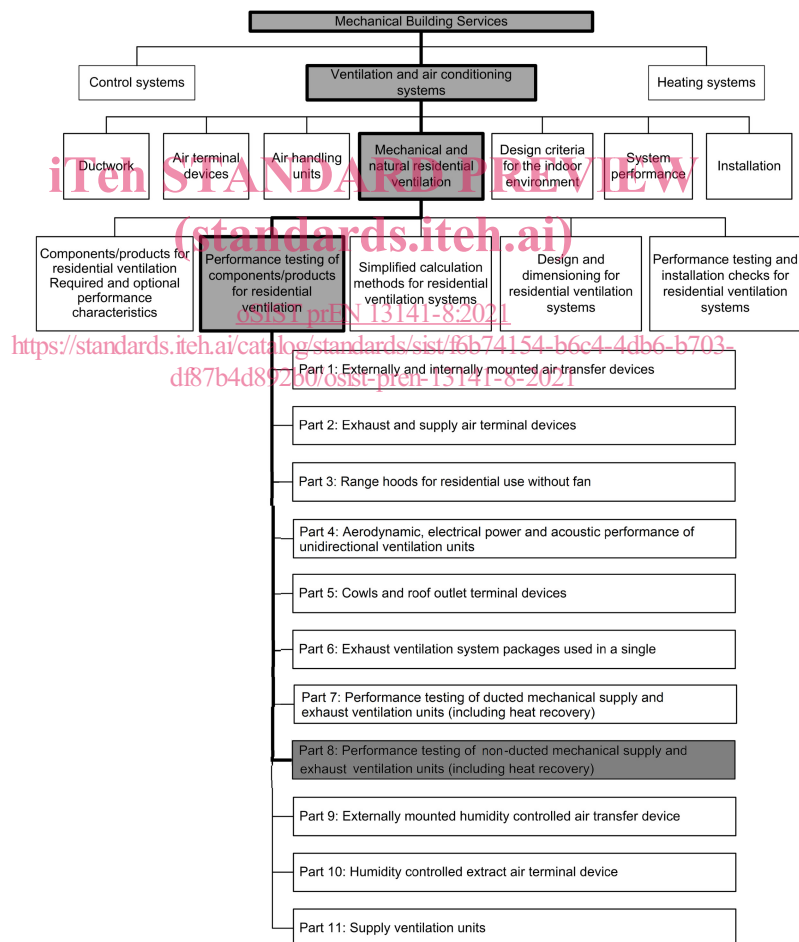 Mechanical Building Services
Control systems
Ventilation and air conditioning
systems
Heating systems
Ductwork
Air terminal
devices
Air handling
units
Mechanical and
natural residential
ventilation
Design criteria
for the indoor
environment
System
performance
Installation
iTeh STANDARD PREVIEW
(standards.iteh.ai)
Components/products for
residential ventilation
Required and optional
performance
characteristics
Performance testing of
components/products
for residential
ventilation
Simplified calculation
methods for residential
ventilation systems
Design and
dimensioning for
residential ventilation
systems
Performance testing and
installation checks for
residential ventilation
systems
oSIST prEN 13141-8:2021
https://standards.iteh.ai/catalog/standards/sist/f6b74154-b6c4-4db6-b703-
df87b4d892b0/osist-pren-13141-8-2021
Part 1: Externally and internally mounted air transfer devices
Part 2: Exhaust and supply air terminal devices
Part 3: Range hoods for residential use without fan
Part 4: Aerodynamic, electrical power and acoustic performance of
unidirectional ventilation units
Part 5: Cowls and roof outlet terminal devices
Part 6: Exhaust ventilation system packages used in a single
Part 7: Performance testing of ducted mechanical supply and
exhaust ventilation units (including heat recovery)
Part 8: Performance testing of non-ducted mechanical supply and
exhaust ventilation units (including heat recovery)
Part 9: Externally mounted humidity controlled air transfer device
Part 10: Humidity controlled extract air terminal device
Part 11: Supply ventilation units